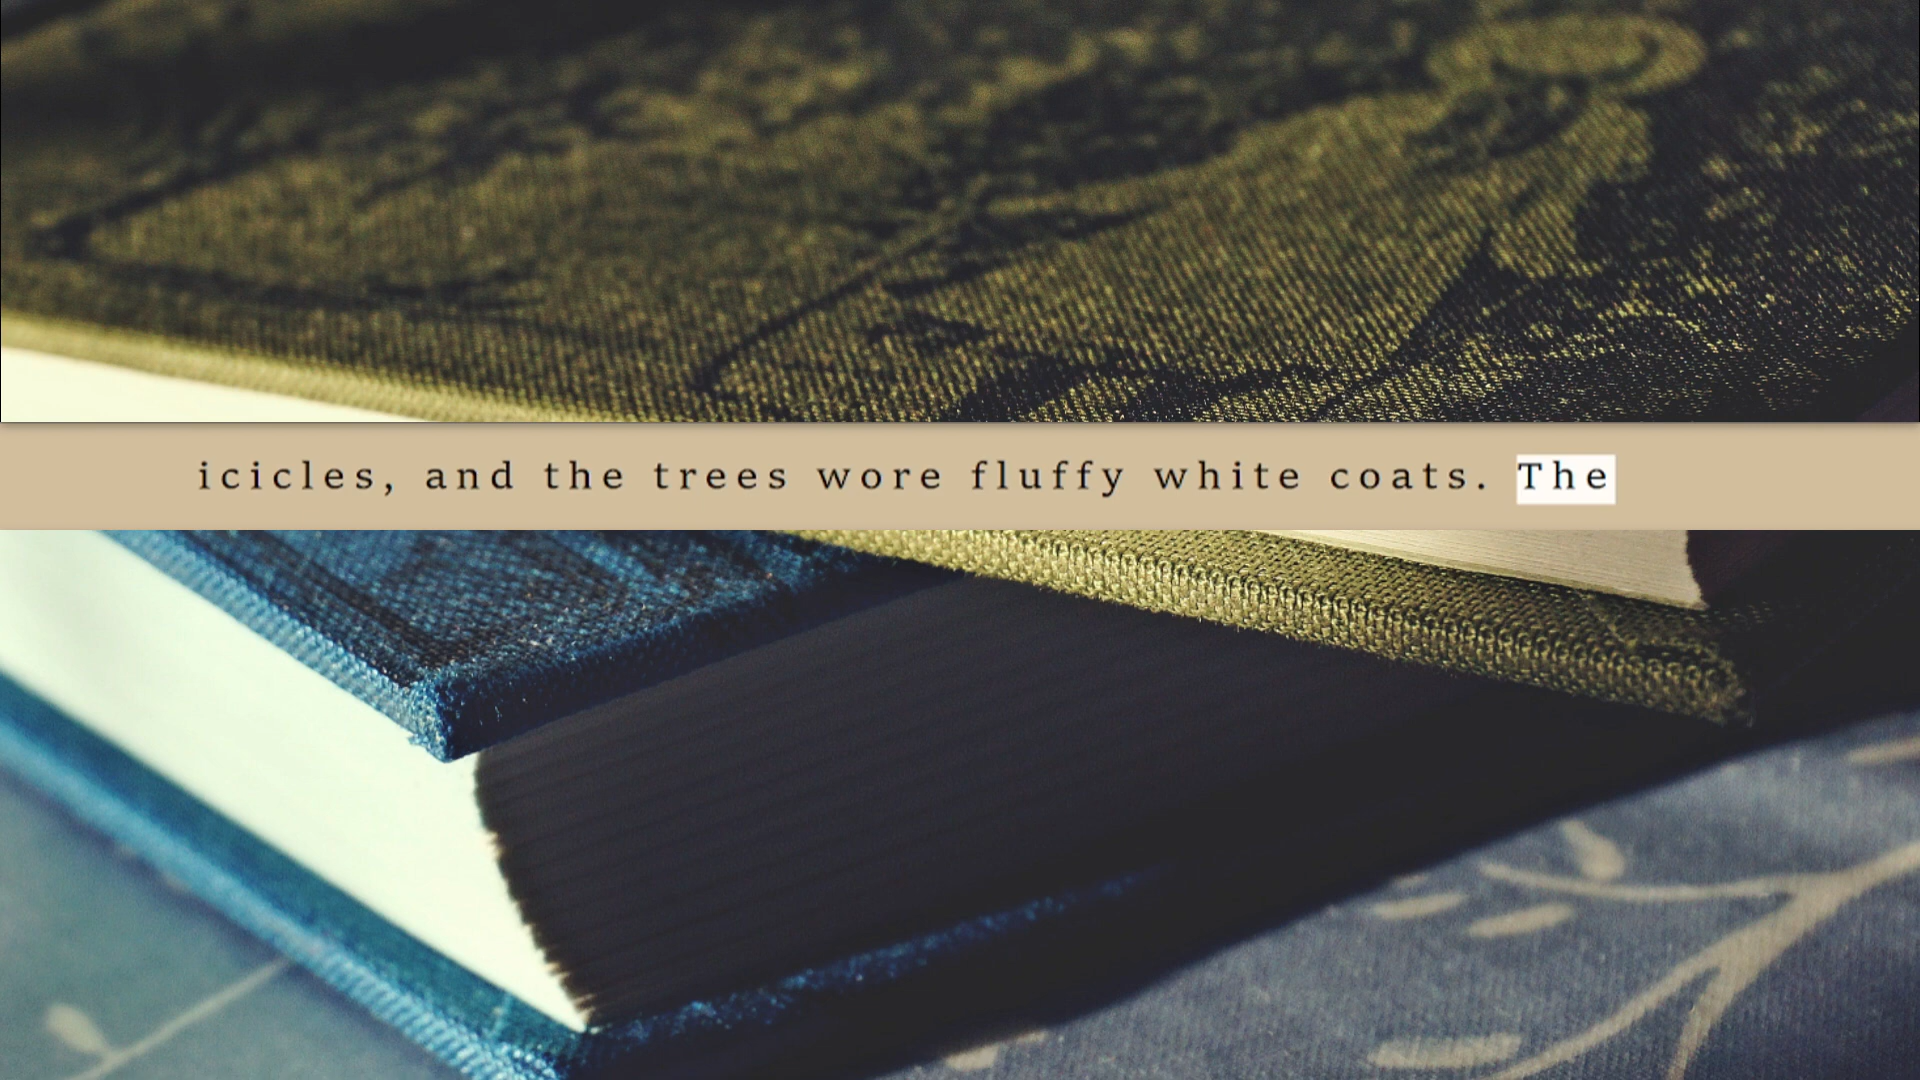 icicles, and the trees wore fluffy white coats. The